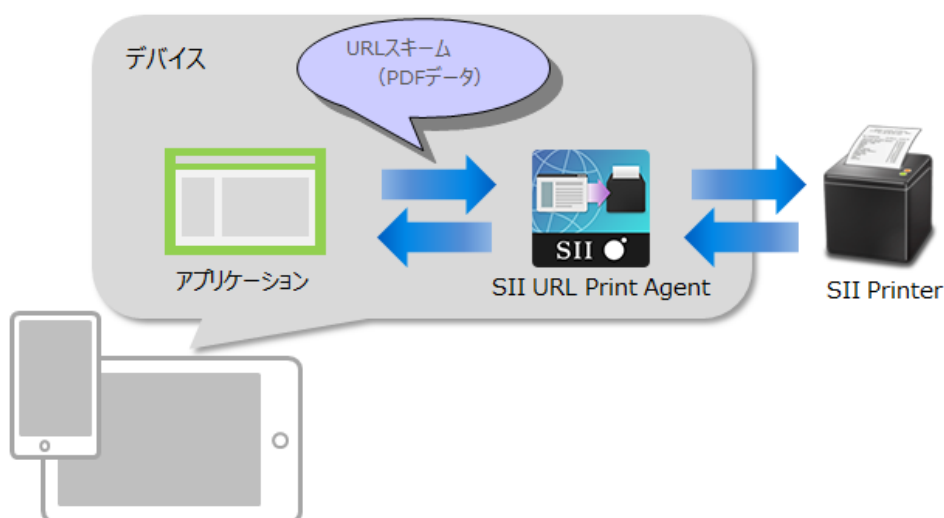 デバイス
URLスキーム
(PDFデータ)
SII
アプリケーション
SII URL Print Agent
SII Printer